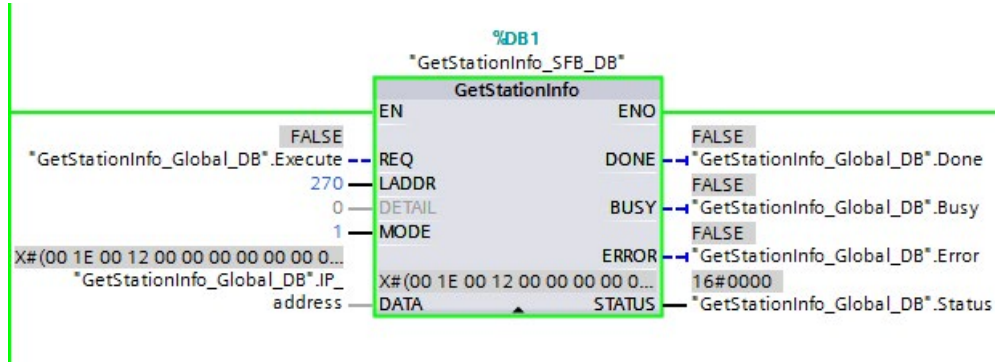 %DB1
"GetStationInfo_SFB_DB"
GetStationInfo
EN ENO
FALSE FALSE
"GetStationInfo_Global_DB".Execute REQ DONE "GetStationInfo_Global_DB".Done
270 LADDR FALSE
0 DETAIL BUSY "GetStationInfo_Global_DB".Busy
1 MODE FALSE
X#(00 1E 00 12 00 00 00 00 00 0... ERROR "GetStationInfo_Global_DB".Error
"GetStationInfo_Global_DB".IP_ X#(00 1E 00 12 00 00 00 00 0... 16#0000
address DATA STATUS "GetStationInfo_Global_DB".Status